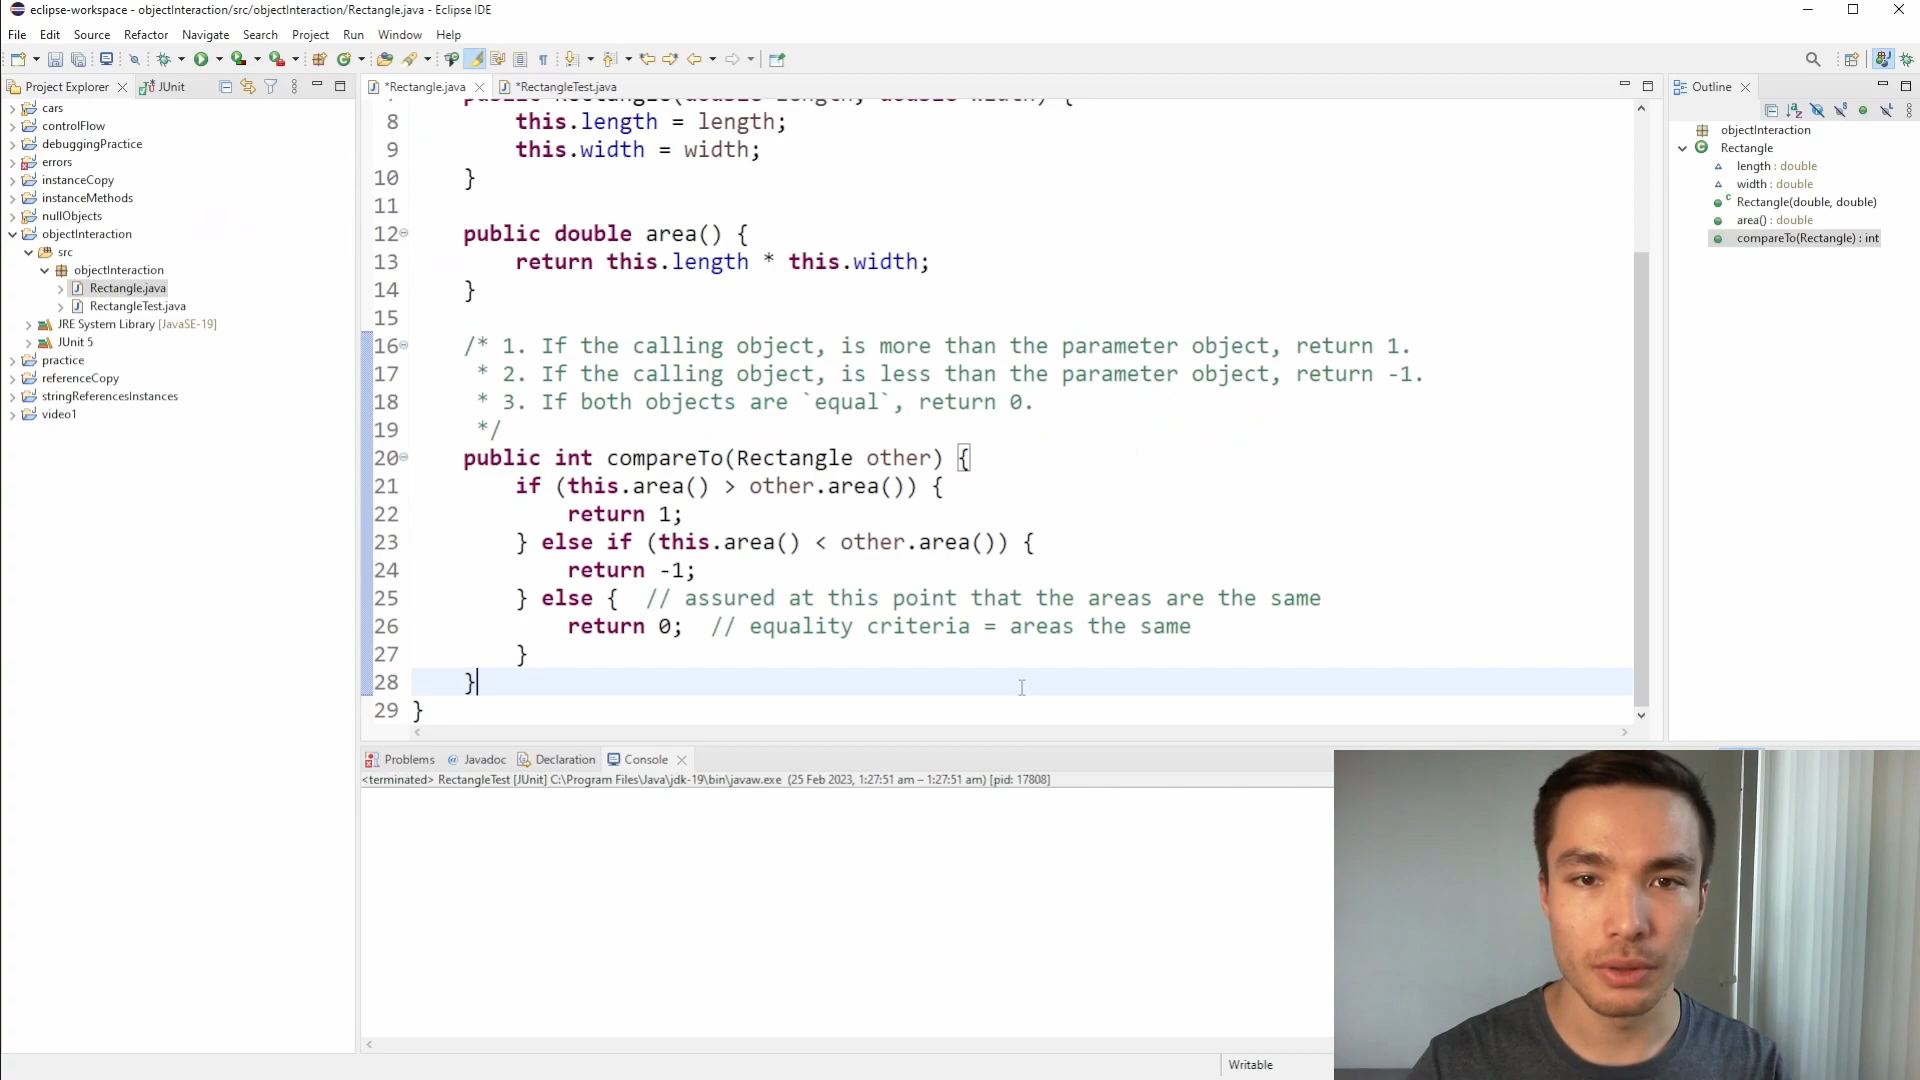 eclipse-workspace - objectInteraction/src/objectInteraction/Rectangle.java - Eclipse IDE
File Edit Source Refactor Navigate Search Project Run Window Help
Project Explorer JUnit
cars
controlFlow
debuggingPractice
errors
instanceCopy
instanceMethods
nullObjects
objectInteraction
src
objectInteraction
Rectangle.java
RectangleTest.java
JRE System Library [JavaSE-19]
JUnit 5
practice
referenceCopy
stringReferencesInstances
video1
*Rectangle.java *RectangleTest.java
public Rectangle(double length, double width) {
8 this.length = length;
9 this.width = width;
10 }
11
12 public double area() {
13 return this.length * this.width;
14 }
15
16 /* 1. If the calling object, is more than the parameter object, return 1.
17 * 2. If the calling object, is less than the parameter object, return -1.
18 * 3. If both objects are `equal`, return 0.
19 */
20 public int compareTo(Rectangle other) {
21 if (this.area() > other.area()) {
22 return 1;
23 } else if (this.area() < other.area()) {
24 return -1;
25 } else { // assured at this point that the areas are the same
26 return 0; // equality criteria = areas the same
27 }
28 }
29 }
Outline
objectInteraction
Rectangle
length : double
width : double
Rectangle(double, double)
area() : double
compareTo(Rectangle) : int
Problems Javadoc Declaration Console
<terminated> RectangleTest [JUnit] C:\Program Files\Java\jdk-19\bin\javaw.exe (25 Feb 2023, 1:27:51 am – 1:27:51 am) [pid: 17808]
Writable